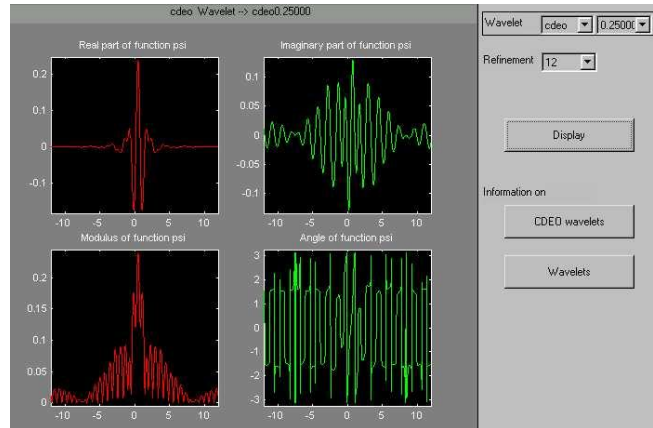 cdeo Wavelet --> cdeo0.25000
Real part of function psi
0.2
0.1
0
-0.1
-10 -5 0 5 10
Imaginary part of function psi
0.1
0.05
0
-0.05
-0.1
-10 -5 0 5 10
Modulus of function psi
0.2
0.15
0.1
0.05
0
-10 -5 0 5 10
Angle of function psi
3
2
1
0
-1
-2
-3
-10 -5 0 5 10
Wavelet cdeo 0.2500
Refinement 12
Display
Information on
CDEO wavelets
Wavelets